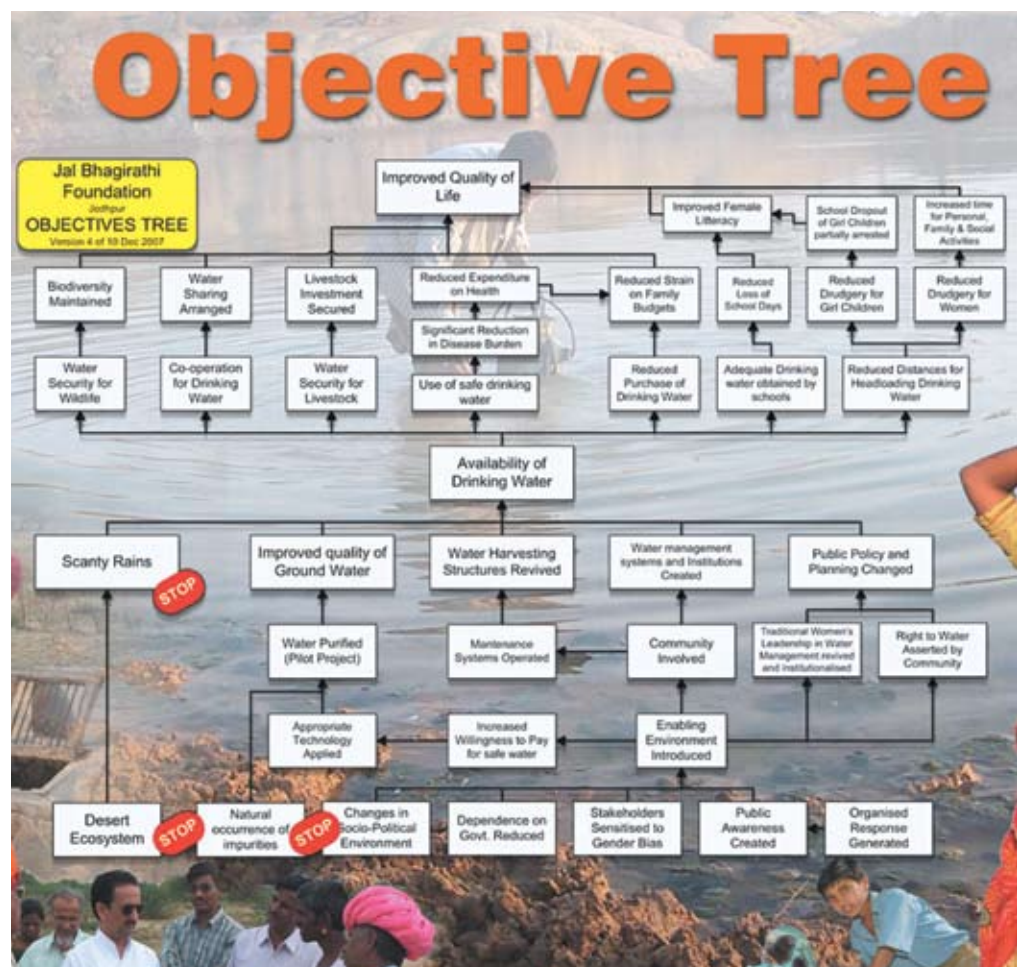 Objective Tree
Jal Bhagirathi
Foundation
Jodhpur
OBJECTIVES TREE
Version 4 of 10 Dec 2007
Improved Quality of
Life
Improved Female
Litteracy
School Dropout
of Girl Children
partially arrested
Increased time
for Personal,
Family & Social
Activities
Biodiversity
Maintained
Water
Sharing
Arranged
Livestock
Investment
Secured
Reduced Expenditure
on Health
Reduced Strain
on Family
Budgets
Reduced
Loss of
School Days
Reduced
Drudgery for
Girl Children
Reduced
Drudgery for
Women
Significant Reduction
in Disease Burden
Water
Security for
Wildlife
Co-operation
for Drinking
Water
Water
Security for
Livestock
Use of safe drinking
water
Reduced
Purchase of
Drinking Water
Adequate Drinking
water obtained by
schools
Reduced Distances for
Headloading Drinking
Water
Availability of
Drinking Water
Scanty Rains
STOP
Improved quality of
Ground Water
Water Harvesting
Structures Revived
Water management
systems and Institutions
Created
Public Policy and
Planning Changed
Water Purified
(Pilot Project)
Mantenance
Systems Operated
Community
Involved
Traditional Women's
Leadership in Water
Management revived
and institutionalised
Right to Water
Asserted by
Community
Appropriate
Technology
Applied
Increased
Willingness to Pay
for safe water
Enabling
Environment
Introduced
Desert
Ecosystem
STOP
Natural
occurrence of
impurities
STOP
Changes in
Socio-Political
Environment
Dependence on
Govt. Reduced
Stakeholders
Sensitised to
Gender Bias
Public
Awareness
Created
Organised
Response
Generated